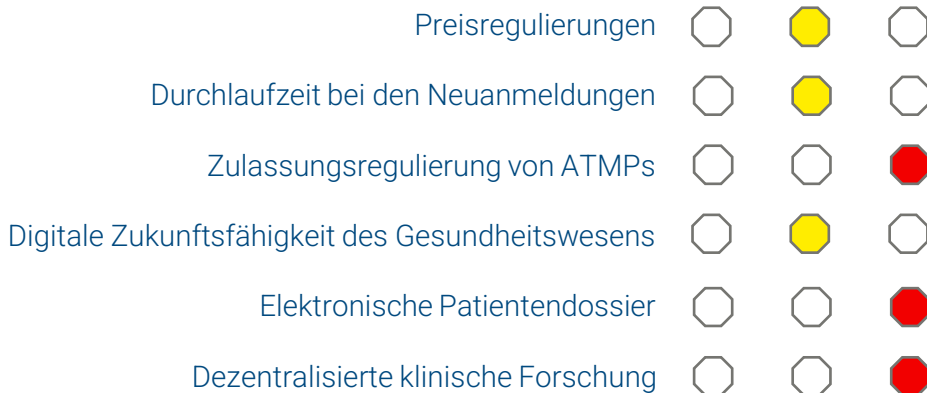 Preisregulierungen
Durchlaufzeit bei den Neuanmeldungen
Zulassungsregulierung von ATMPs
Digitale Zukunftsfähigkeit des Gesundheitswesens
Elektronische Patientendossier
Dezentralisierte klinische Forschung